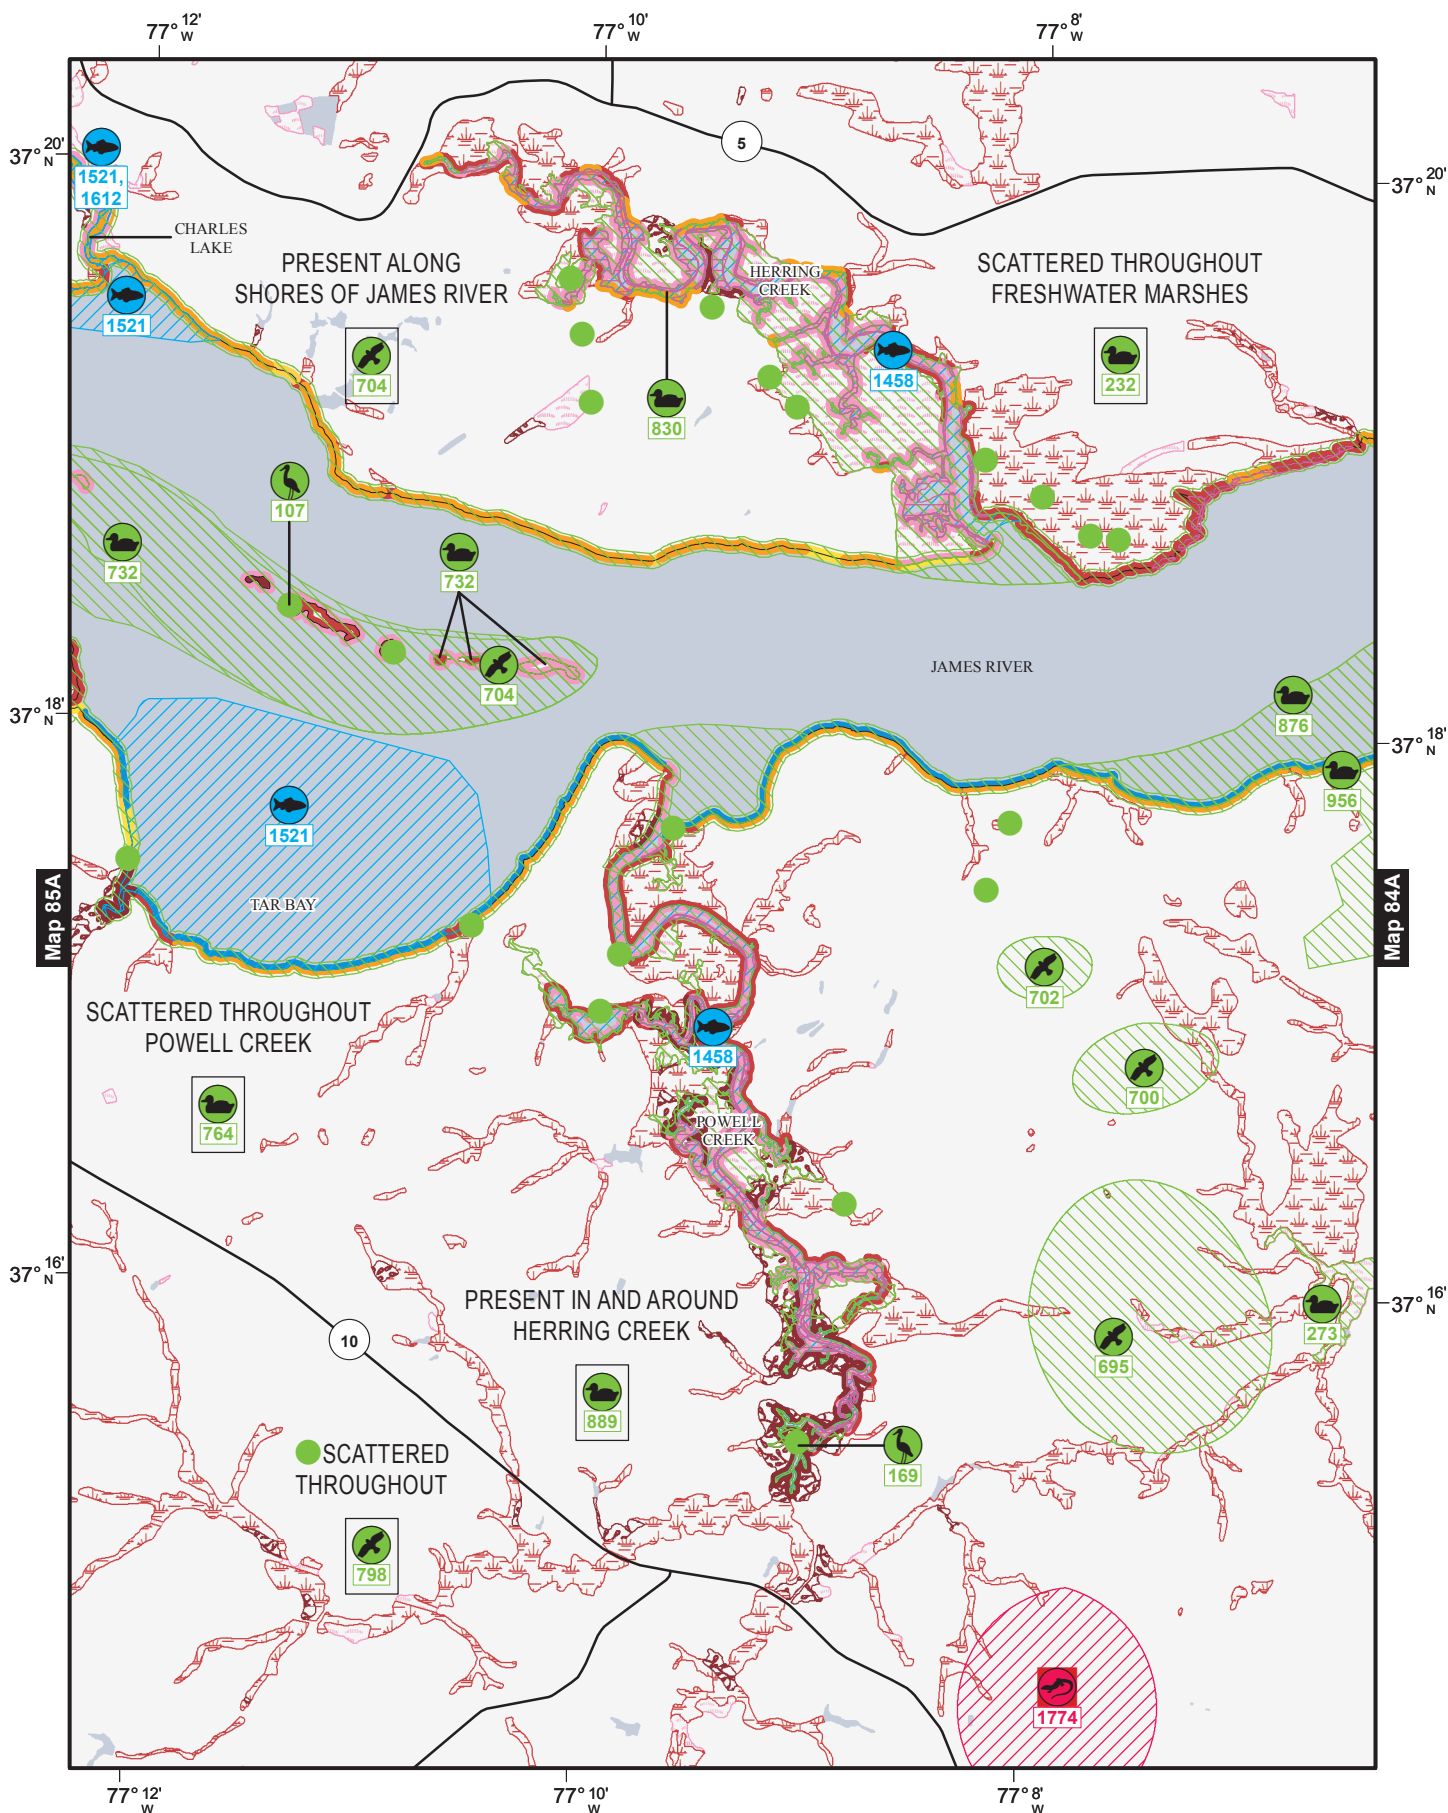 77° 12' W
77° 10' W
77° 8' W
37° 20' N
5
37° 20' N
1521,
1612
CHARLES
LAKE
PRESENT ALONG
SHORES OF JAMES RIVER
HERRING
CREEK
SCATTERED THROUGHOUT
FRESHWATER MARSHES
1521
704
1458
232
830
107
732
732
704
JAMES RIVER
37° 18' N
876
37° 18' N
956
1521
Map 85A
TAR BAY
Map 84A
702
SCATTERED THROUGHOUT
POWELL CREEK
1458
700
764
POWELL
CREEK
37° 16' N
PRESENT IN AND AROUND
HERRING CREEK
37° 16' N
10
273
695
889
SCATTERED
THROUGHOUT
169
798
1774
77° 12' W
77° 10' W
77° 8' W